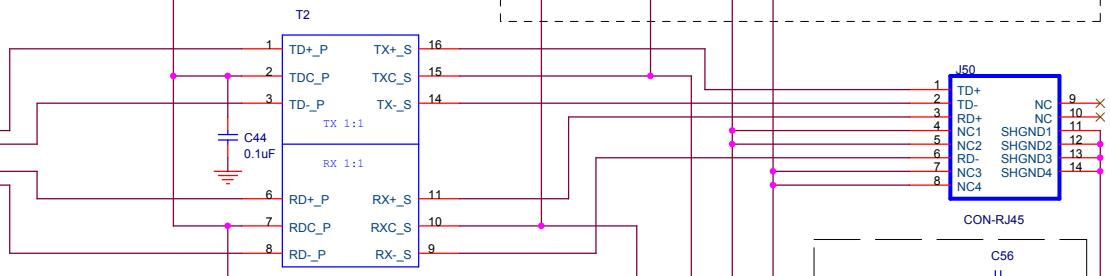 T2
1 TD+_P TX+_S 16
2 TDC_P TXC_S 15
3 TD-_P TX-_S 14
TX 1:1
C44
0.1uF
RX 1:1
6 RD+_P RX+_S 11
7 RDC_P RXC_S 10
8 RD-_P RX-_S 9
J50
1 TD+
2 TD- NC 9
3 RD+ NC 10
4 NC1 SHGND1 11
5 NC2 SHGND2 12
6 RD- SHGND3 13
7 NC3 SHGND4 14
8 NC4
CON-RJ45
C56